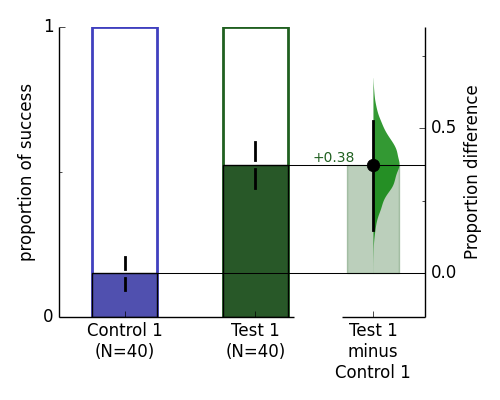 1
0
proportion of success
Control 1
(N=40)
Test 1
(N=40)
+0.38
Test 1
minus
Control 1
0.5
0.0
Proportion difference